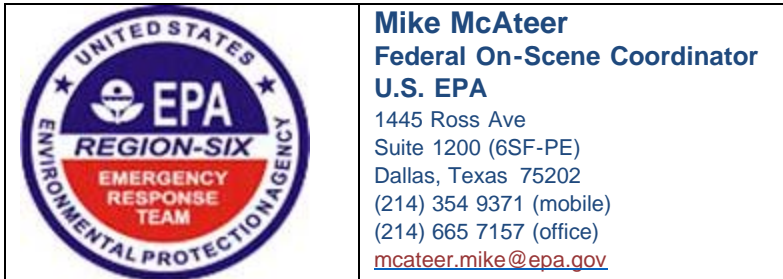 UNITED STATES
EPA
REGION-SIX
EMERGENCY
RESPONSE
TEAM
ENVIRONMENTAL PROTECTION AGENCY
Mike McAteer
Federal On-Scene Coordinator
U.S. EPA
1445 Ross Ave
Suite 1200 (6SF-PE)
Dallas, Texas  75202
(214) 354 9371 (mobile)
(214) 665 7157 (office)
mcateer.mike@epa.gov